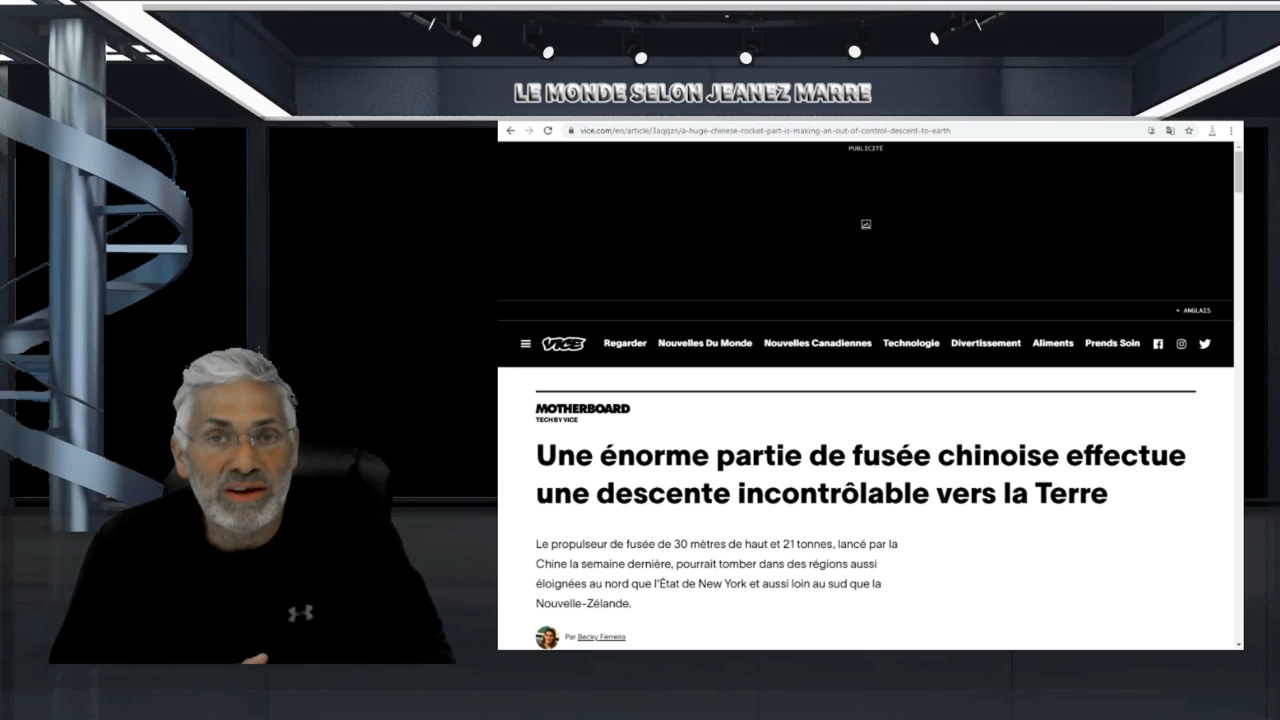 LE MONDE SELON JEANEZ MARRE
vice.com/en/article/3aqqzn/a-huge-chinese-rocket-part-is-making-an-out-of-control-descent-to-earth
PUBLICITÉ
+ ANGLAIS
VICE Regarder Nouvelles Du Monde Nouvelles Canadiennes Technologie Divertissement Aliments Prends Soin
MOTHERBOARD
TECH BY VICE
Une énorme partie de fusée chinoise effectue
une descente incontrôlable vers la Terre
Le propulseur de fusée de 30 mètres de haut et 21 tonnes, lancé par la
Chine la semaine dernière, pourrait tomber dans des régions aussi
éloignées au nord que l'État de New York et aussi loin au sud que la
Nouvelle-Zélande.
Par Becky Ferreira